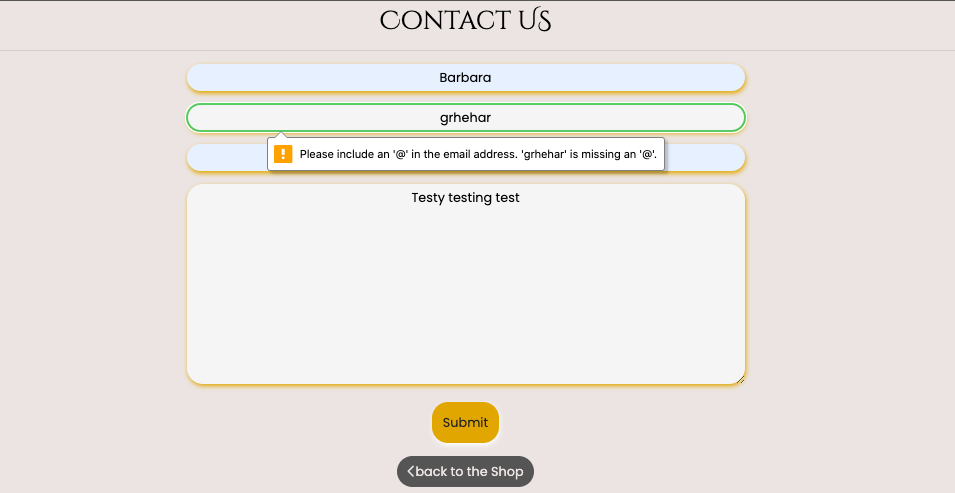 CONTACT US
Barbara
grhehar
Please include an '@' in the email address. 'grhehar' is missing an '@'.
Testy testing test
Submit
back to the Shop